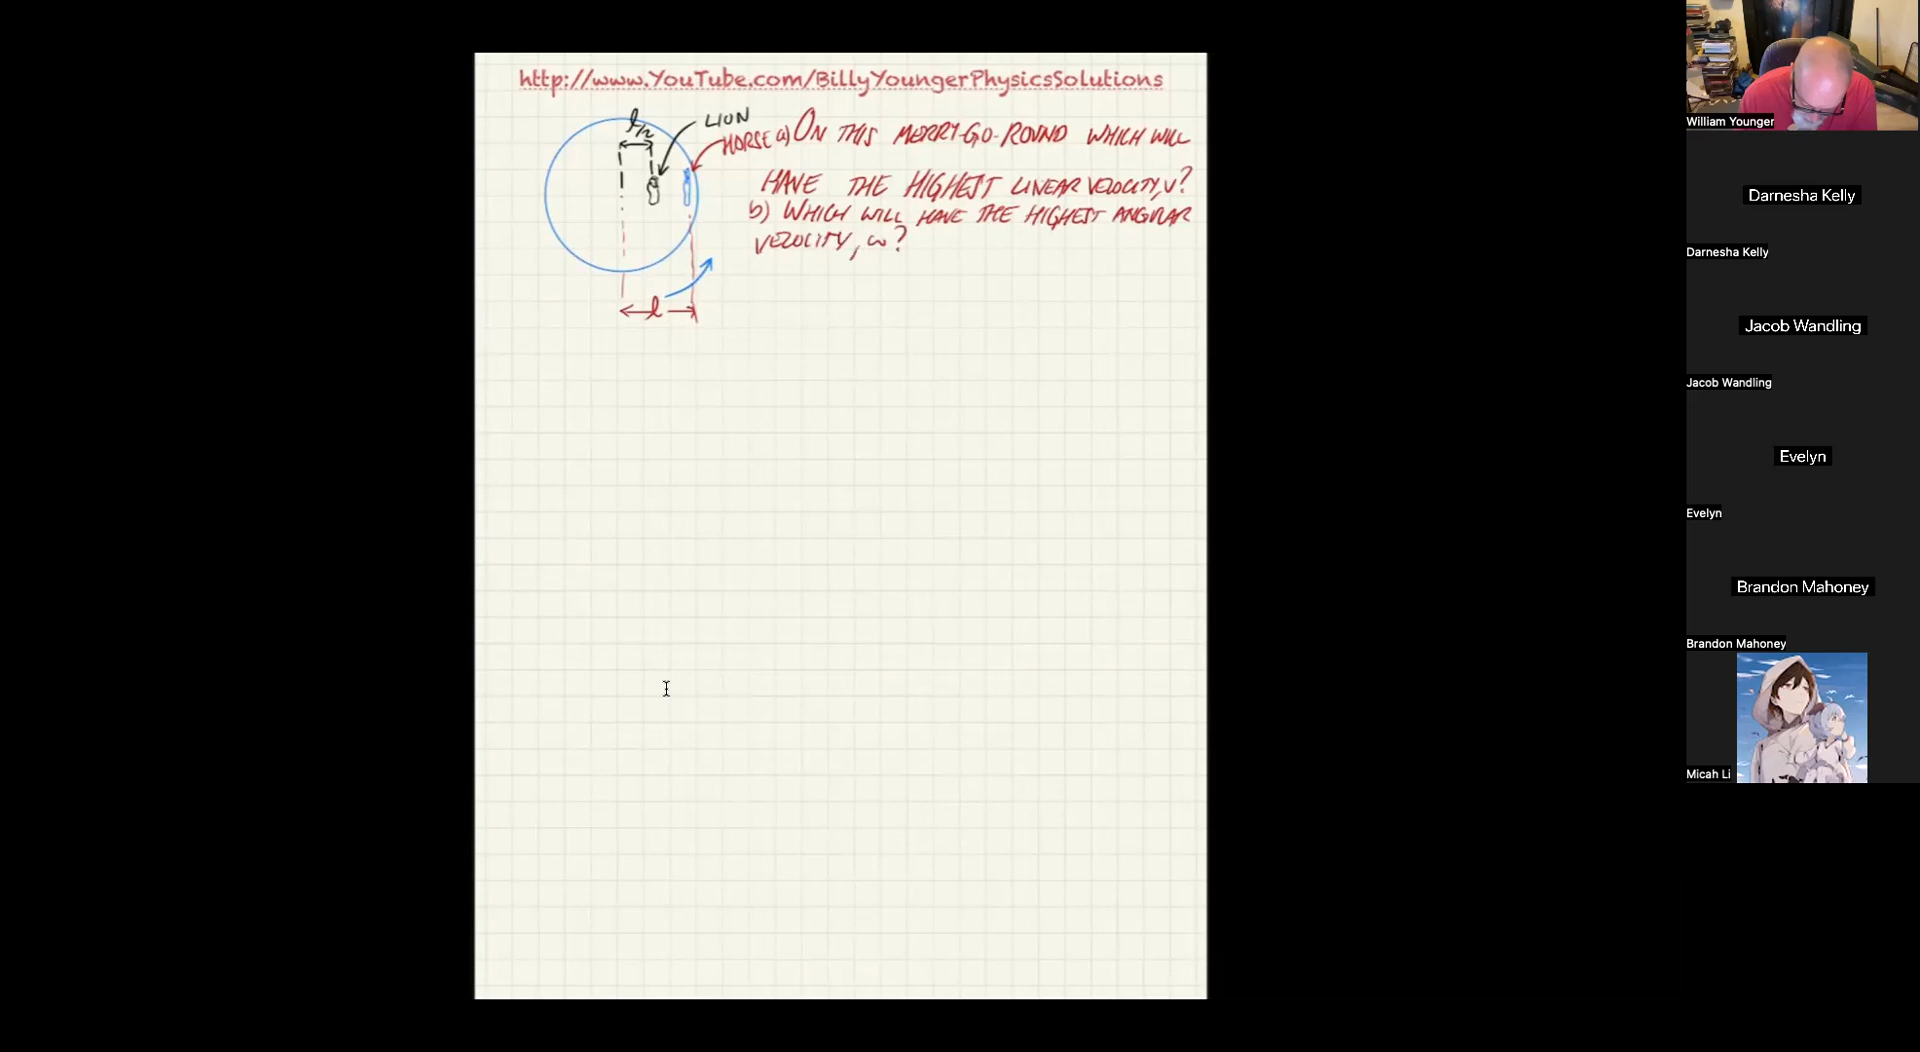 http://www.YouTube.com/BillyYoungerPhysicsSolutions
l/2
LION
HORSE
a) ON THIS MERRY-GO-ROUND WHICH WILL
HAVE THE HIGHEST LINEAR VELOCITY, v?
b) WHICH WILL HAVE THE HIGHEST ANGULAR
VELOCITY, ω?
l
William Younger
Darnesha Kelly
Darnesha Kelly
Jacob Wandling
Jacob Wandling
Evelyn
Evelyn
Brandon Mahoney
Brandon Mahoney
Micah Li